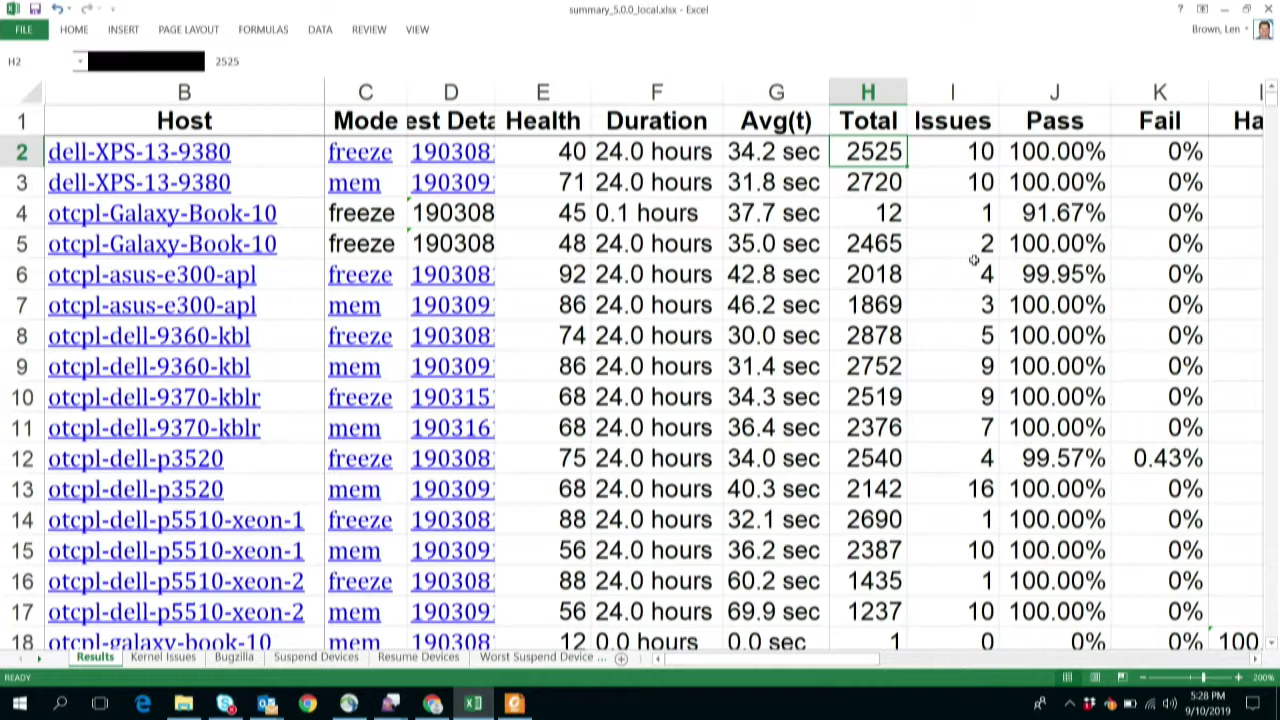 summary_5.0.0_local.xlsx - Excel
FILE HOME INSERT PAGE LAYOUT FORMULAS DATA REVIEW VIEW Brown, Len
H2 2525
B C D E F G H I J K
1 Host Mode est Deta Health Duration Avg(t) Total Issues Pass Fail Ha
2 dell-XPS-13-9380 freeze 190308 40 24.0 hours 34.2 sec 2525 10 100.00% 0%
3 dell-XPS-13-9380 mem 190309 71 24.0 hours 31.8 sec 2720 10 100.00% 0%
4 otcpl-Galaxy-Book-10 freeze 190308 45 0.1 hours 37.7 sec 12 1 91.67% 0%
5 otcpl-Galaxy-Book-10 freeze 190308 48 24.0 hours 35.0 sec 2465 2 100.00% 0%
6 otcpl-asus-e300-apl freeze 190308 92 24.0 hours 42.8 sec 2018 4 99.95% 0%
7 otcpl-asus-e300-apl mem 190309 86 24.0 hours 46.2 sec 1869 3 100.00% 0%
8 otcpl-dell-9360-kbl freeze 190308 74 24.0 hours 30.0 sec 2878 5 100.00% 0%
9 otcpl-dell-9360-kbl mem 190309 86 24.0 hours 31.4 sec 2752 9 100.00% 0%
10 otcpl-dell-9370-kblr freeze 190315 68 24.0 hours 34.3 sec 2519 9 100.00% 0%
11 otcpl-dell-9370-kblr mem 190316 68 24.0 hours 36.4 sec 2376 7 100.00% 0%
12 otcpl-dell-p3520 freeze 190308 75 24.0 hours 34.0 sec 2540 4 99.57% 0.43%
13 otcpl-dell-p3520 mem 190309 68 24.0 hours 40.3 sec 2142 16 100.00% 0%
14 otcpl-dell-p5510-xeon-1 freeze 190308 88 24.0 hours 32.1 sec 2690 1 100.00% 0%
15 otcpl-dell-p5510-xeon-1 mem 190309 56 24.0 hours 36.2 sec 2387 10 100.00% 0%
16 otcpl-dell-p5510-xeon-2 freeze 190308 88 24.0 hours 60.2 sec 1435 1 100.00% 0%
17 otcpl-dell-p5510-xeon-2 mem 190309 56 24.0 hours 69.9 sec 1237 10 100.00% 0%
18 otcpl-galaxy-book-10 mem 190308 12 0.0 hours 0.0 sec 1 0 0% 0% 100
Results Kernel Issues Bugzilla Suspend Devices Resume Devices Worst Suspend Device ...
READY 200%
5:28 PM
9/10/2019